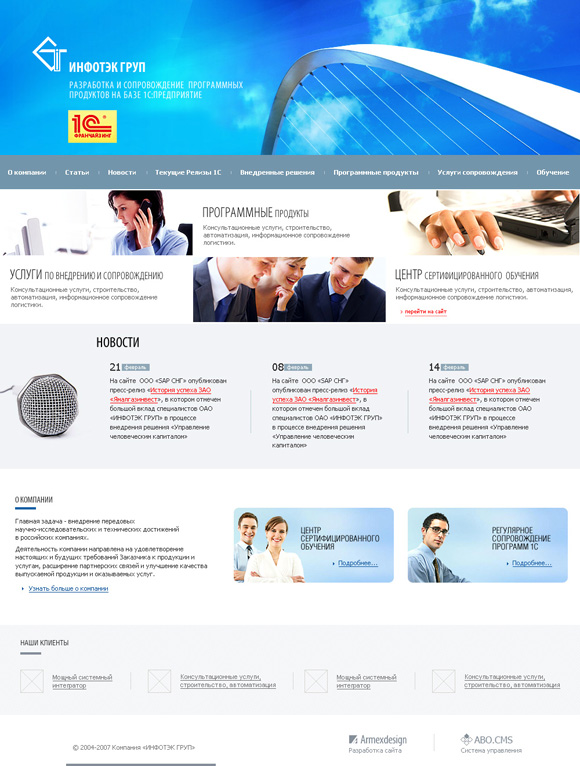 ИНФОТЭК ГРУП
РАЗРАБОТКА И СОПРОВОЖДЕНИЕ ПРОГРАММНЫХ
ПРОДУКТОВ НА БАЗЕ 1С:ПРЕДПРИЯТИЕ
1С
ФРАНЧАЙЗИНГ
О компании Статьи Новости Текущие Релизы 1С Внедренные решения Программные продукты Услуги сопровождения Обучение
ПРОГРАММНЫЕ ПРОДУКТЫ
Консультационные услуги, строительство,
автоматизация, информационное сопровождение
логистики.
УСЛУГИ ПО ВНЕДРЕНИЮ И СОПРОВОЖДЕНИЮ
Консультационные услуги, строительство,
автоматизация, информационное сопровождение
логистики.
ЦЕНТР СЕРТИФИЦИРОВАННОГО ОБУЧЕНИЯ
Консультационные услуги, строительство,
автоматизация, информационное сопровождение
логистики.
перейти на сайт
НОВОСТИ
21 февраль
На сайте ООО «SAP СНГ» опубликован
пресс-релиз «История успеха ЗАО
«Ямалгазинвест», в котором отмечен
большой вклад специалистов ОАО
«ИНФОТЭК ГРУП» в процессе
внедрения решения «Управление
человеческим капиталом»
08 февраль
На сайте ООО «SAP СНГ»
опубликован пресс-релиз «История
успеха ЗАО «Ямалгазинвест», в
котором отмечен большой вклад
специалистов ОАО «ИНФОТЭК ГРУП»
в процессе внедрения решения
«Управление человеческим
капиталом»
14 февраль
На сайте ООО «SAP СНГ» опубликован
пресс-релиз «История успеха ЗАО
«Ямалгазинвест», в котором отмечен
большой вклад специалистов ОАО
«ИНФОТЭК ГРУП» в процессе
внедрения решения «Управление
человеческим капиталом»
О КОМПАНИИ
Главная задача - внедрение передовых
научно-исследовательских и технических достижений
в российских компаниях.
Деятельность компании направлена на удовлетворение
настоящих и будущих требований Заказчика к продукции и
услугам, расширение партнерских связей и улучшение качества
выпускаемой продукции и оказываемых услуг.
Узнать больше о компании
ЦЕНТР
СЕРТИФИЦИРОВАННОГО
ОБУЧЕНИЯ
Подробнее...
РЕГУЛЯРНОЕ
СОПРОВОЖДЕНИЕ
ПРОГРАММ 1С
Подробнее...
НАШИ КЛИЕНТЫ
Мощный системный
интегратор
Консультационные услуги,
строительство, автоматизация
Мощный системный
интегратор
Консультационные услуги,
строительство, автоматизация
© 2004-2007 Компания «ИНФОТЭК ГРУП»
Armexdesign
Разработка сайта
ABO.CMS
Система управления